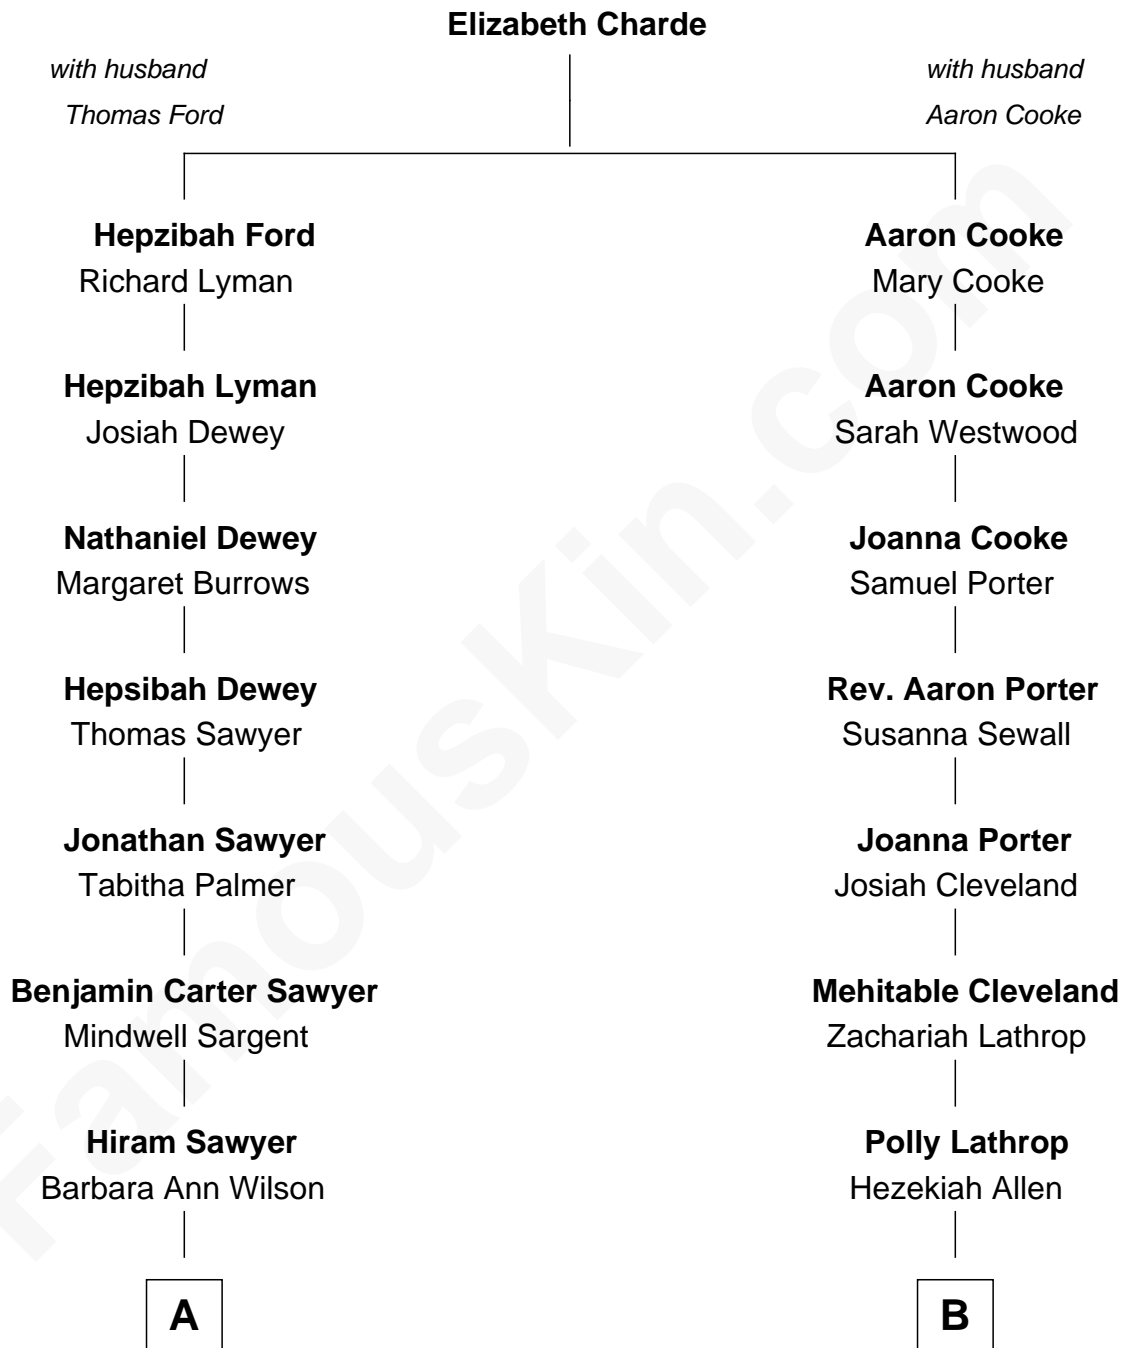 Elizabeth Charde
with husband
Thomas Ford
with husband
Aaron Cooke
Hepzibah Ford
Richard Lyman
Aaron Cooke
Mary Cooke
Hepzibah Lyman
Josiah Dewey
Aaron Cooke
Sarah Westwood
Nathaniel Dewey
Margaret Burrows
Joanna Cooke
Samuel Porter
Hepsibah Dewey
Thomas Sawyer
Rev. Aaron Porter
Susanna Sewall
Jonathan Sawyer
Tabitha Palmer
Joanna Porter
Josiah Cleveland
Benjamin Carter Sawyer
Mindwell Sargent
Mehitable Cleveland
Zachariah Lathrop
Hiram Sawyer
Barbara Ann Wilson
Polly Lathrop
Hezekiah Allen
A
B
FamousKin.com